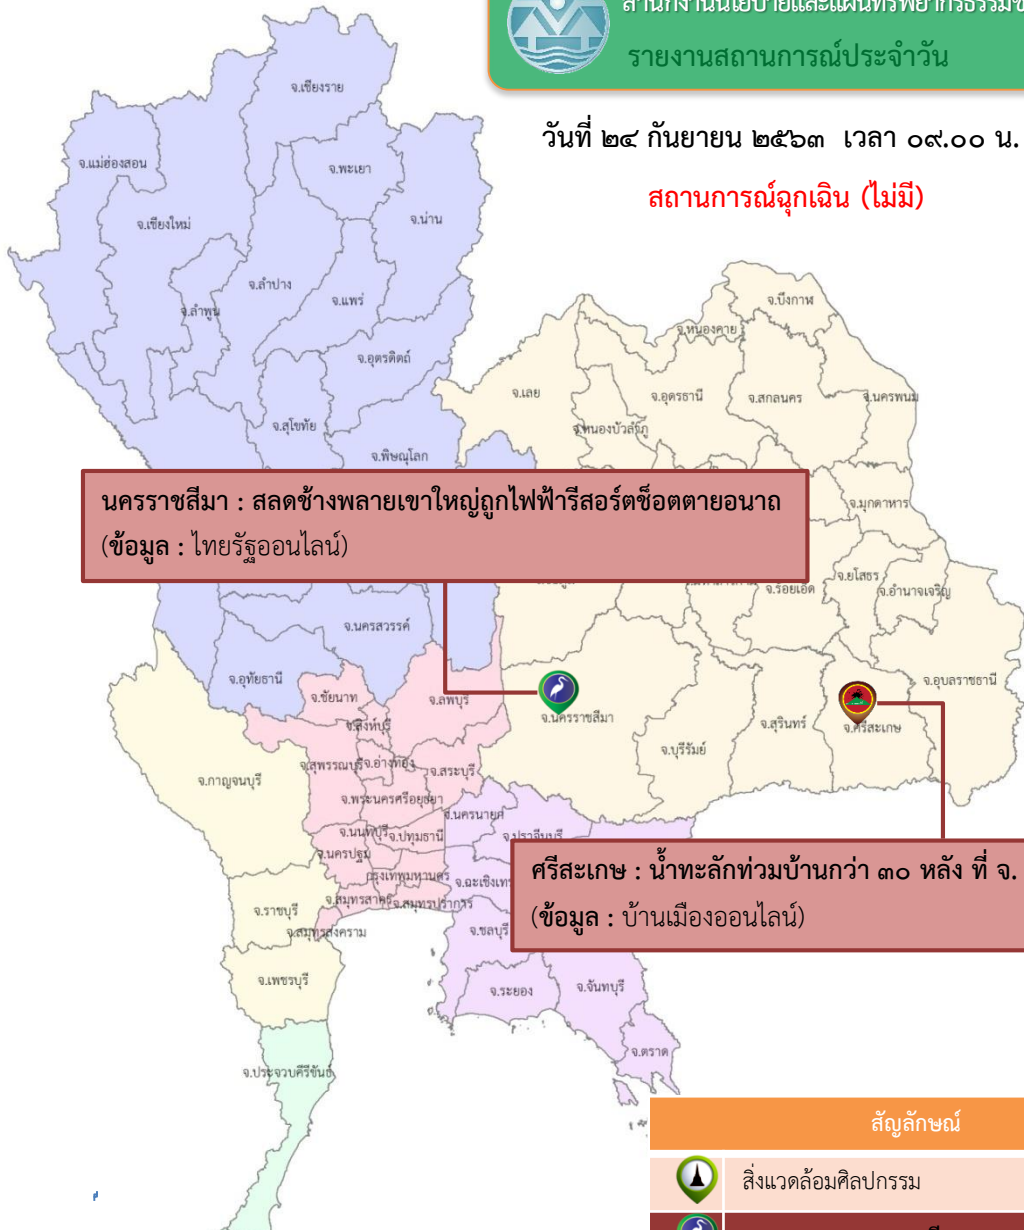 รายงานสถานการณ์ประจำวัน
วันที่ ๒๔ กันยายน ๒๕๖๓ เวลา ๐๙.๐๐ น.
สถานการณ์ฉุกเฉิน (ไม่มี)
จ.เชียงราย
จ.แม่ฮ่องสอน
จ.พะเยา
จ.เชียงใหม่
จ.น่าน
จ.ลำปาง
จ.แพร่
จ.ลำพูน
จ.บึงกาฬ
จ.หนองคาย
จ.อุตรดิตถ์
จ.เลย
จ.อุดรธานี
จ.สกลนคร
จ.นครพนม
จ.สุโขทัย
จ.หนองบัวลำภู
จ.พิษณุโลก
นครราชสีมา : สลดช้างพลายเขาใหญ่ถูกไฟฟ้ารีสอร์ตช็อตตายอนาถ
(ข้อมูล : ไทยรัฐออนไลน์)
จ.มุกดาหาร
จ.ยโสธร
จ.ร้อยเอ็ด
จ.อำนาจเจริญ
จ.นครสวรรค์
จ.อุทัยธานี
จ.ชัยนาท
จ.ลพบุรี
จ.อุบลราชธานี
จ.นครราชสีมา
จ.สิงห์บุรี
จ.สุรินทร์
จ.ศรีสะเกษ
จ.บุรีรัมย์
จ.กาญจนบุรี
จ.สุพรรณบุรี
จ.อ่างทอง
จ.สระบุรี
จ.พระนครศรีอยุธยา
จ.นครนายก
จ.นนทบุรี
จ.ปทุมธานี
จ.ปราจีนบุรี
จ.นครปฐม
กรุงเทพมหานคร
จ.ฉะเชิงเท
ศรีสะเกษ : น้ำทะลักท่วมบ้านกว่า ๓๐ หลัง ที่ จ.
(ข้อมูล : บ้านเมืองออนไลน์)
จ.ราชบุรี
จ.สมุทรสาคร
จ.สมุทรปราการ
จ.สมุทรสงคราม
จ.ชลบุรี
จ.เพชรบุรี
จ.ระยอง
จ.จันทบุรี
จ.ตราด
จ.ประจวบคีรีขันธ์
สัญลักษณ์
สิ่งแวดล้อมศิลปกรรม